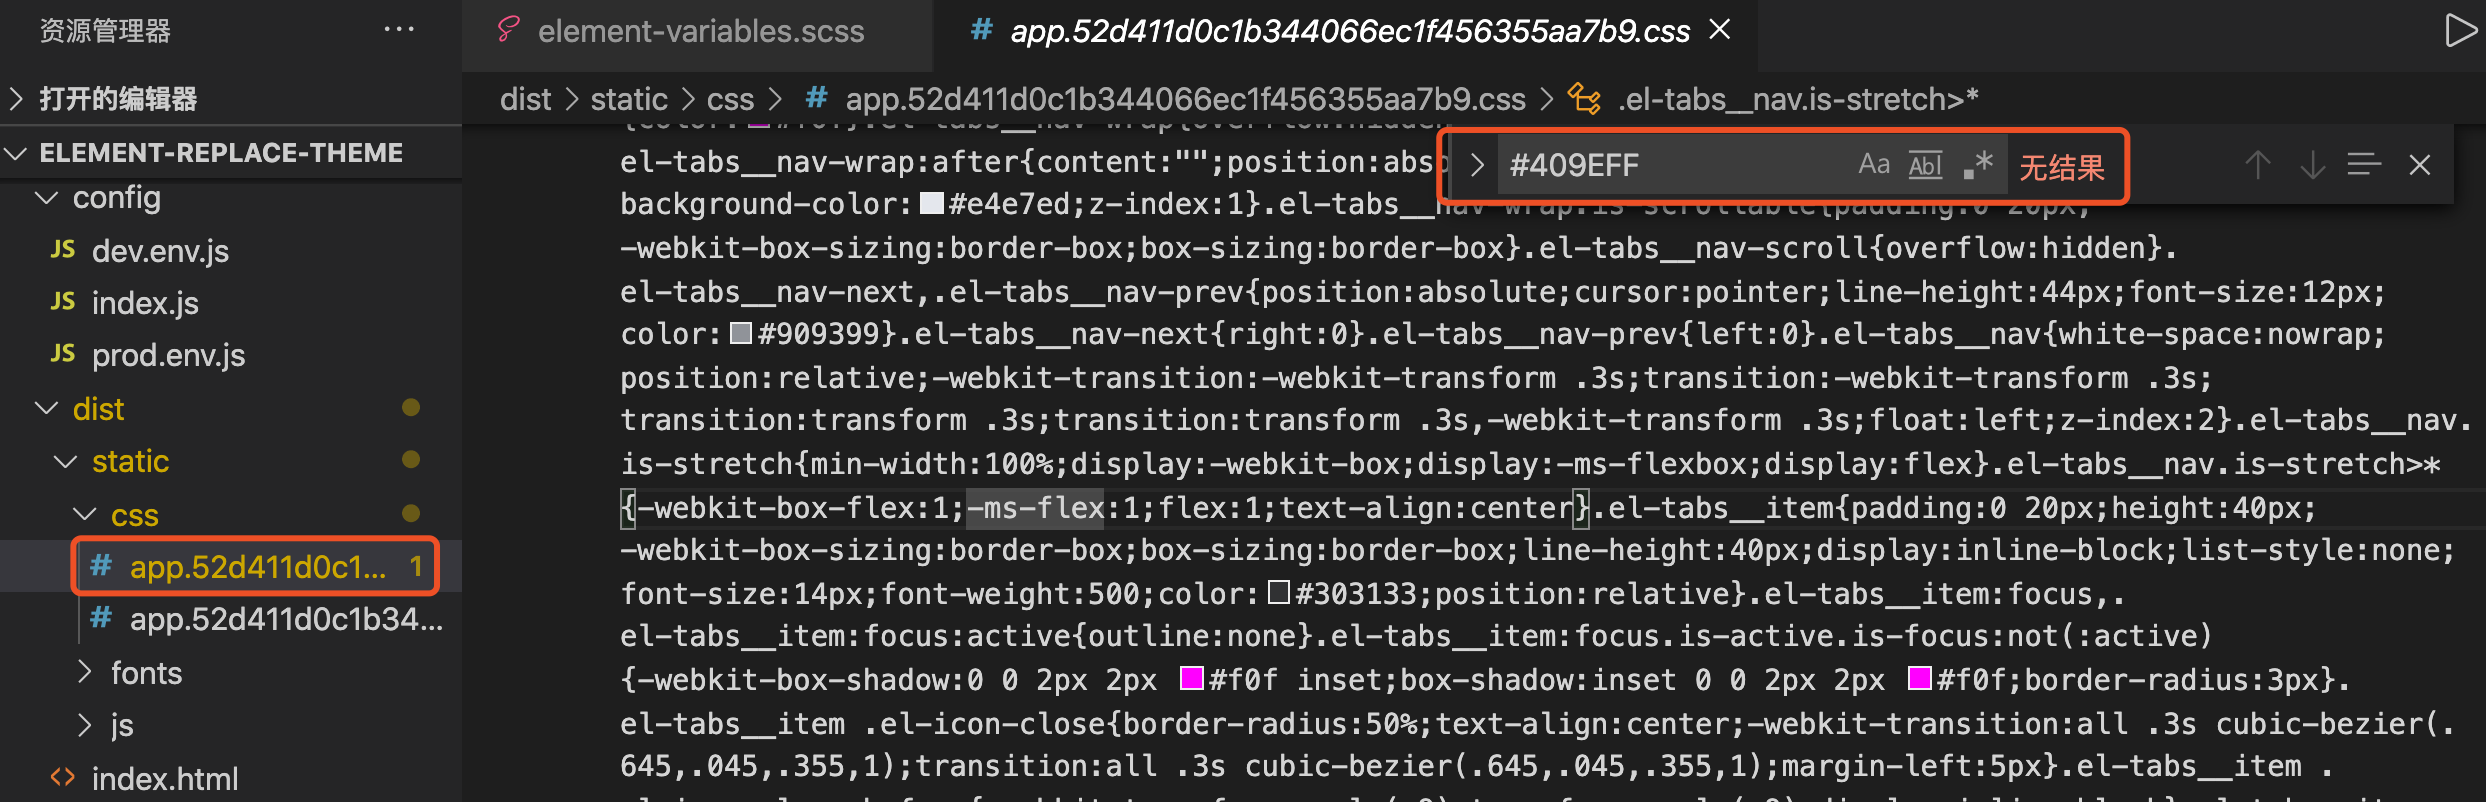 资源管理器 ···
打开的编辑器
ELEMENT-REPLACE-THEME
config
JS dev.env.js
JS index.js
JS prod.env.js
dist
static
css
# app.52d411d0c1... 1
# app.52d411d0c1b34...
fonts
js
<> index.html
element-variables.scss
# app.52d411d0c1b344066ec1f456355aa7b9.css ×
dist > static > css > # app.52d411d0c1b344066ec1f456355aa7b9.css > .el-tabs__nav.is-stretch>*
#409EFF Aa Abl .* 无结果
{color:#f0f}.el-tabs__nav-wrap{overflow:hidden
el-tabs__nav-wrap:after{content:"";position:abso
background-color:#e4e7ed;z-index:1}.el-tabs__nav-wrap.is-scrollable{padding:0 20px;
-webkit-box-sizing:border-box;box-sizing:border-box}.el-tabs__nav-scroll{overflow:hidden}.
el-tabs__nav-next,.el-tabs__nav-prev{position:absolute;cursor:pointer;line-height:44px;font-size:12px;
color:#909399}.el-tabs__nav-next{right:0}.el-tabs__nav-prev{left:0}.el-tabs__nav{white-space:nowrap;
position:relative;-webkit-transition:-webkit-transform .3s;transition:-webkit-transform .3s;
transition:transform .3s;transition:transform .3s,-webkit-transform .3s;float:left;z-index:2}.el-tabs__nav.
is-stretch{min-width:100%;display:-webkit-box;display:-ms-flexbox;display:flex}.el-tabs__nav.is-stretch>*
{-webkit-box-flex:1;-ms-flex:1;flex:1;text-align:center}.el-tabs__item{padding:0 20px;height:40px;
-webkit-box-sizing:border-box;box-sizing:border-box;line-height:40px;display:inline-block;list-style:none;
font-size:14px;font-weight:500;color:#303133;position:relative}.el-tabs__item:focus,.
el-tabs__item:focus:active{outline:none}.el-tabs__item:focus.is-active.is-focus:not(:active)
{-webkit-box-shadow:0 0 2px 2px #f0f inset;box-shadow:inset 0 0 2px 2px #f0f;border-radius:3px}.
el-tabs__item .el-icon-close{border-radius:50%;text-align:center;-webkit-transition:all .3s cubic-bezier(.
645,.045,.355,1);transition:all .3s cubic-bezier(.645,.045,.355,1);margin-left:5px}.el-tabs__item .